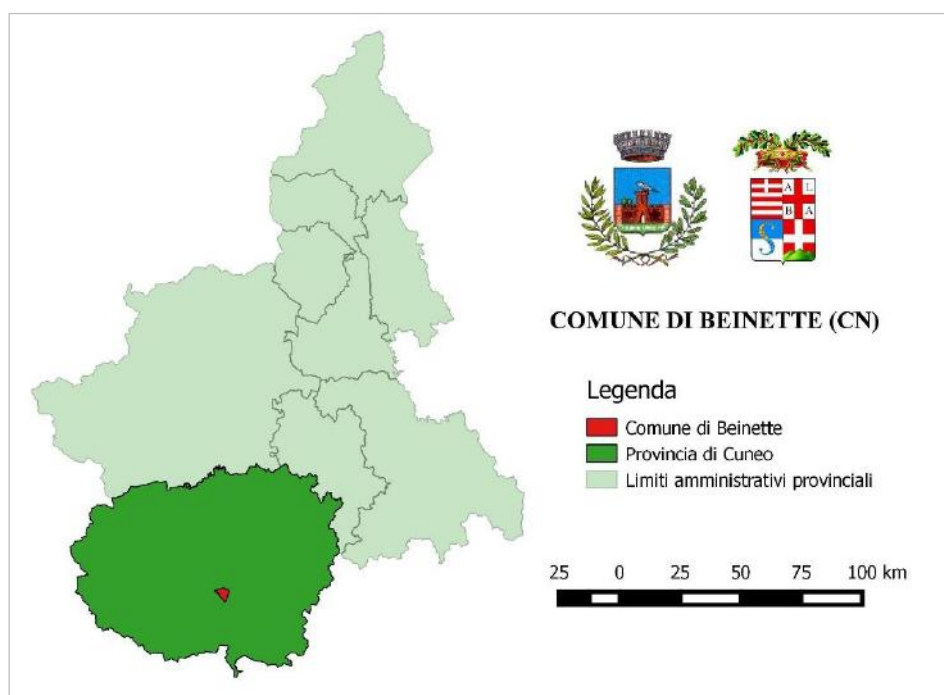 A L
B A
COMUNE DI BEINETTE (CN)
Legenda
Comune di Beinette
Provincia di Cuneo
Limiti amministrativi provinciali
25 0 25 50 75 100 km